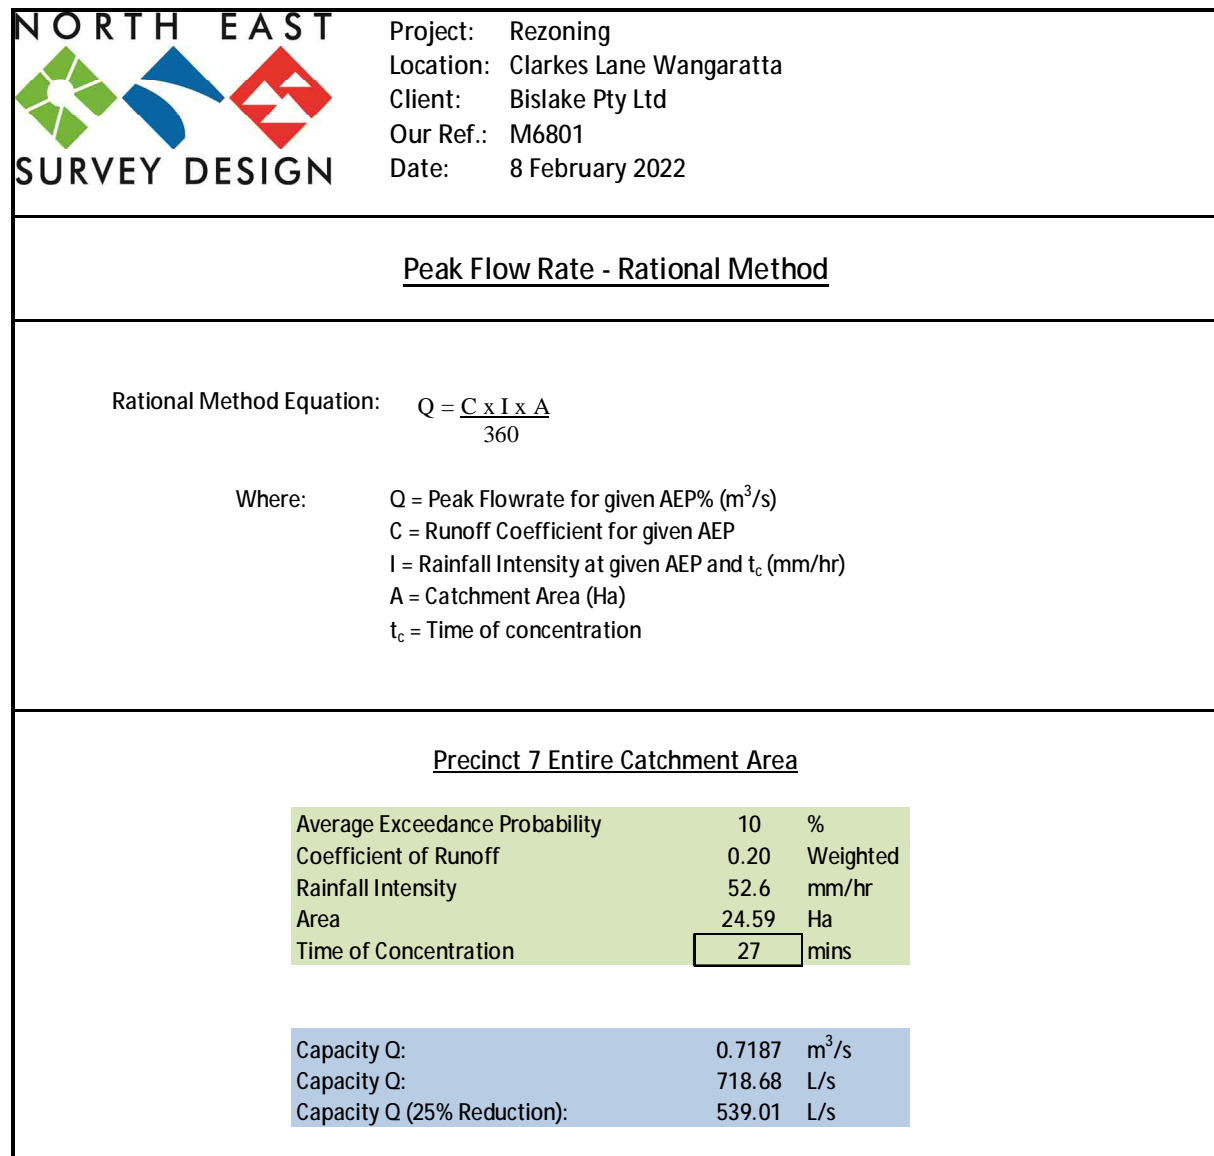 NORTH EAST
SURVEY DESIGN
Project: Rezoning
Location: Clarkes Lane Wangaratta
Client: Bislake Pty Ltd
Our Ref.: M6801
Date: 8 February 2022
Peak Flow Rate - Rational Method
Rational Method Equation: Q = C x I x A
360
Where: Q = Peak Flowrate for given AEP% (m³/s)
C = Runoff Coefficient for given AEP
I = Rainfall Intensity at given AEP and tc (mm/hr)
A = Catchment Area (Ha)
tc = Time of concentration
Precinct 7 Entire Catchment Area
Average Exceedance Probability 10 %
Coefficient of Runoff 0.20 Weighted
Rainfall Intensity 52.6 mm/hr
Area 24.59 Ha
Time of Concentration 27 mins
Capacity Q: 0.7187 m³/s
Capacity Q: 718.68 L/s
Capacity Q (25% Reduction): 539.01 L/s